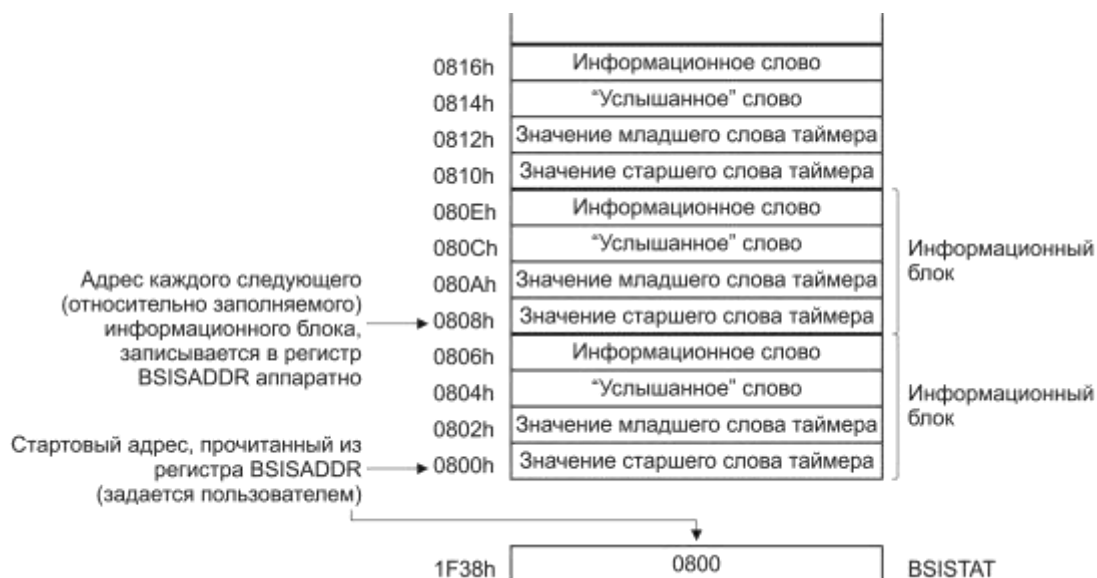 0816h Информационное слово
0814h “Услышанное” слово
0812h Значение младшего слова таймера
0810h Значение старшего слова таймера
080Eh Информационное слово
080Ch “Услышанное” слово
080Ah Значение младшего слова таймера
0808h Значение старшего слова таймера
Информационный
блок
Адрес каждого следующего
(относительно заполняемого)
информационного блока,
записывается в регистр
BSISADDR аппаратно
0806h Информационное слово
0804h “Услышанное” слово
0802h Значение младшего слова таймера
0800h Значение старшего слова таймера
Информационный
блок
Стартовый адрес, прочитанный из
регистра BSISADDR
(задается пользователем)
1F38h 0800 BSISTAT